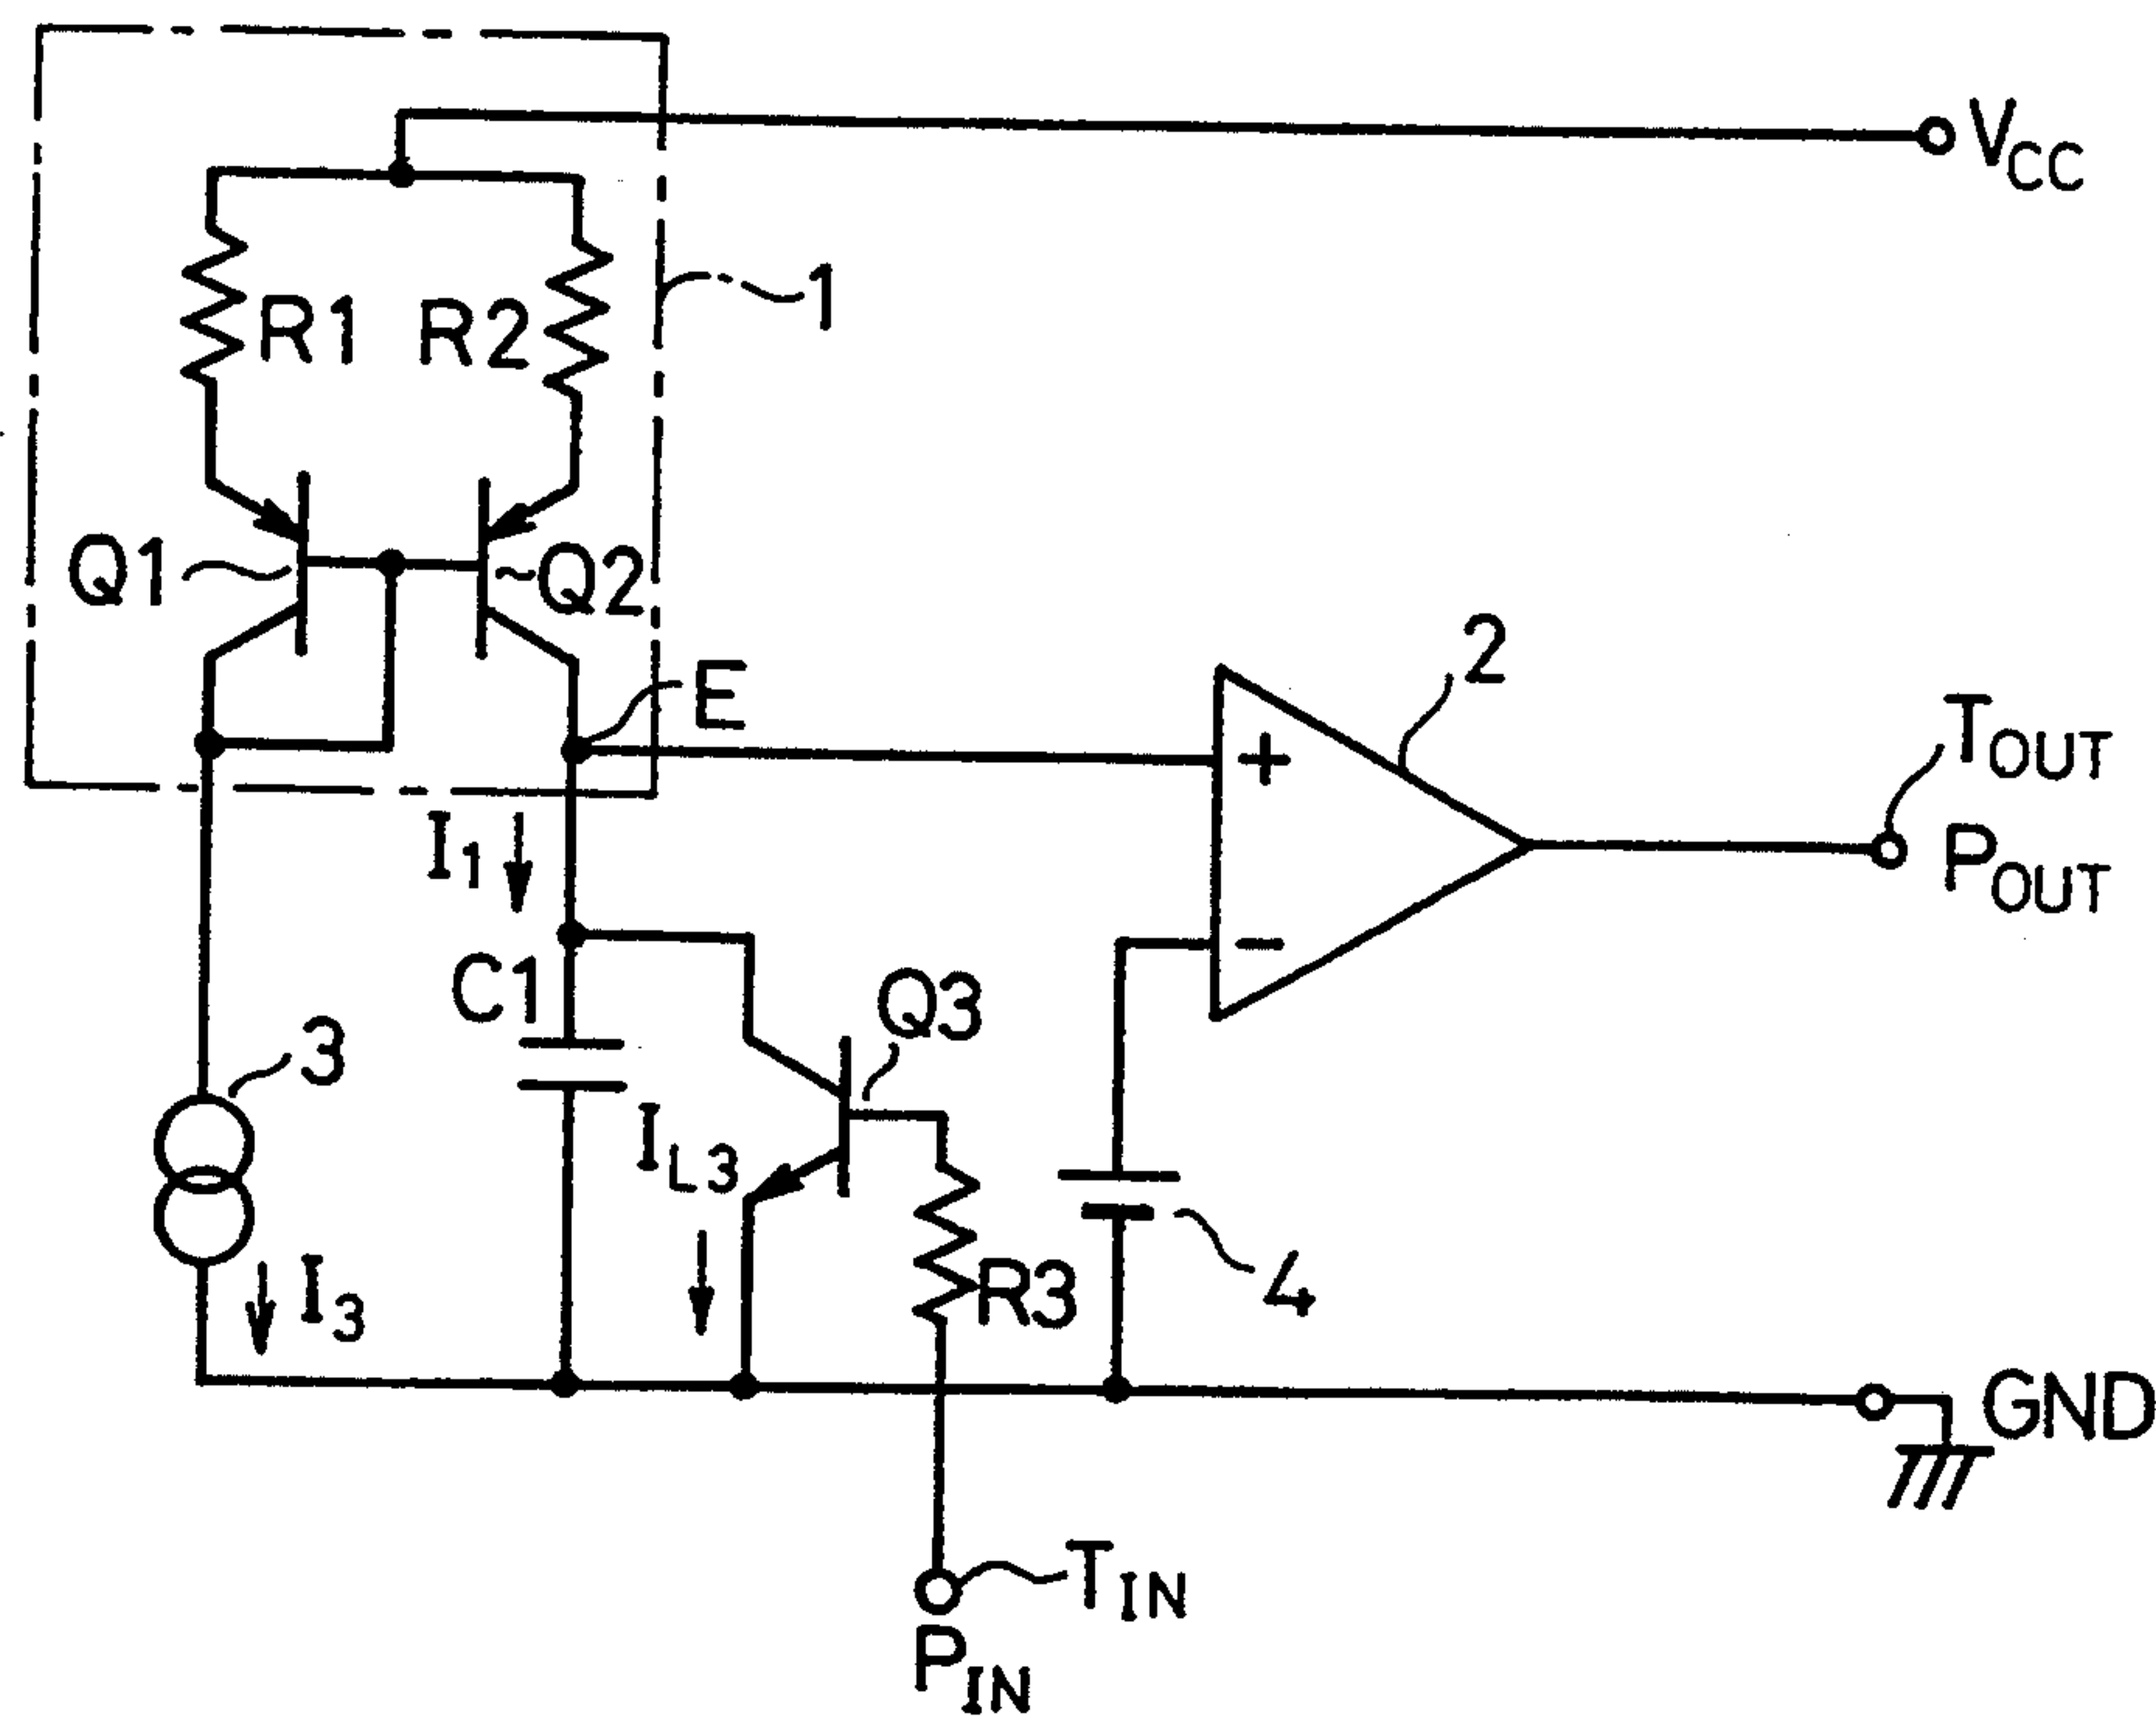 VCC
1
R1 R2
Q1 Q2
E
2
TOUT
POUT
I1
C1
Q3
3
IL3
R3
4
I3
GND
TIN
PIN
+
-